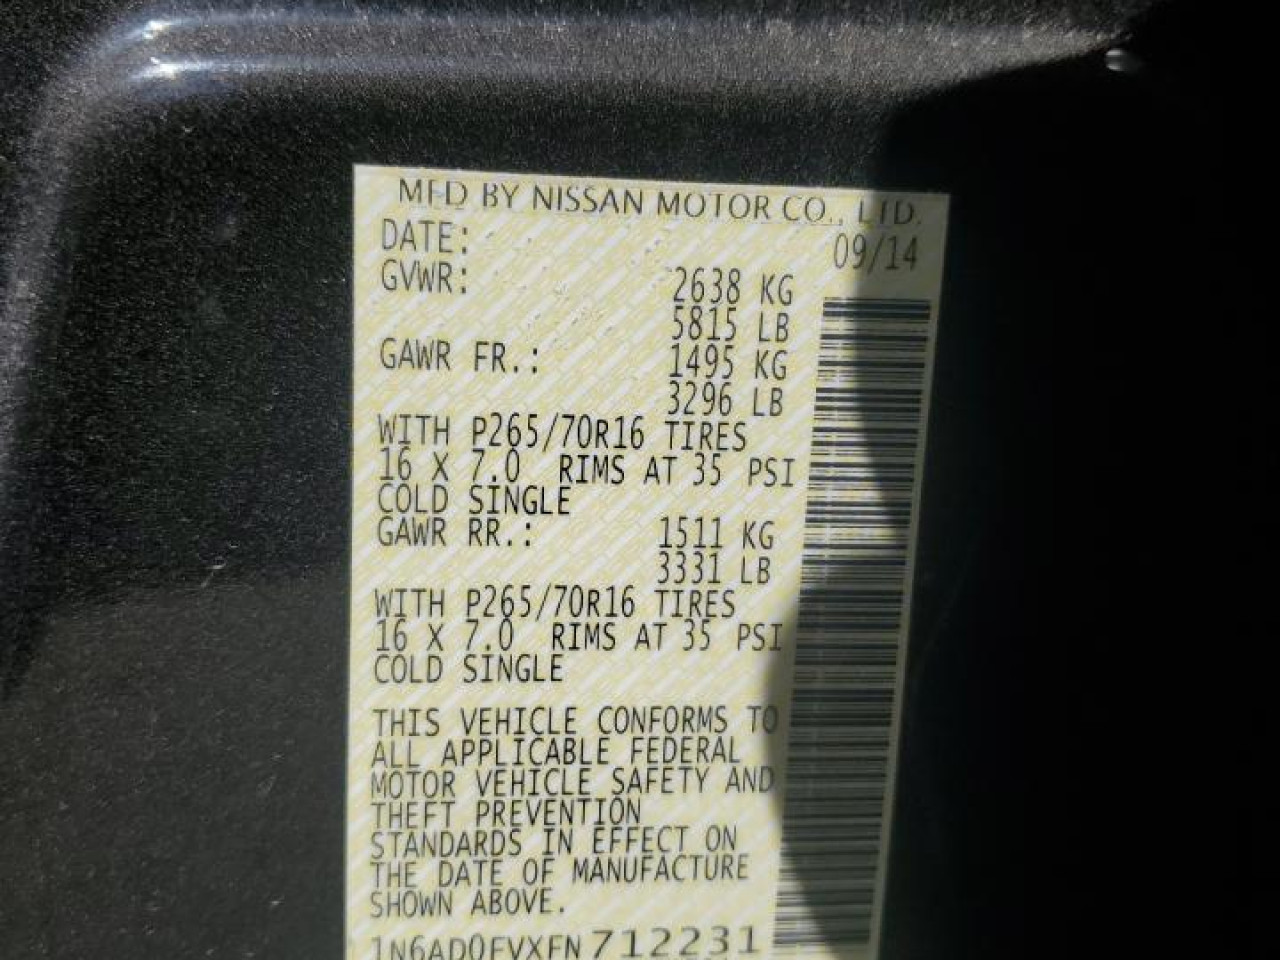 MFD BY NISSAN MOTOR CO., LTD.
DATE: 09/14
GVWR: 2638 KG
5815 LB
GAWR FR.: 1495 KG
3296 LB
WITH P265/70R16 TIRES
16 X 7.0 RIMS AT 35 PSI
COLD SINGLE
GAWR RR.: 1511 KG
3331 LB
WITH P265/70R16 TIRES
16 X 7.0 RIMS AT 35 PSI
COLD SINGLE
THIS VEHICLE CONFORMS TO
ALL APPLICABLE FEDERAL
MOTOR VEHICLE SAFETY AND
THEFT PREVENTION
STANDARDS IN EFFECT ON
THE DATE OF MANUFACTURE
SHOWN ABOVE.
1N6AD0EVXFN712231